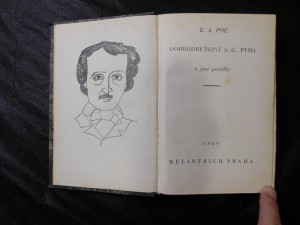 E. A. POE
DOBRODRUŽSTVÍ A. G. PYMA
a jiné povídky
1929
MELANTRICH PRAHA